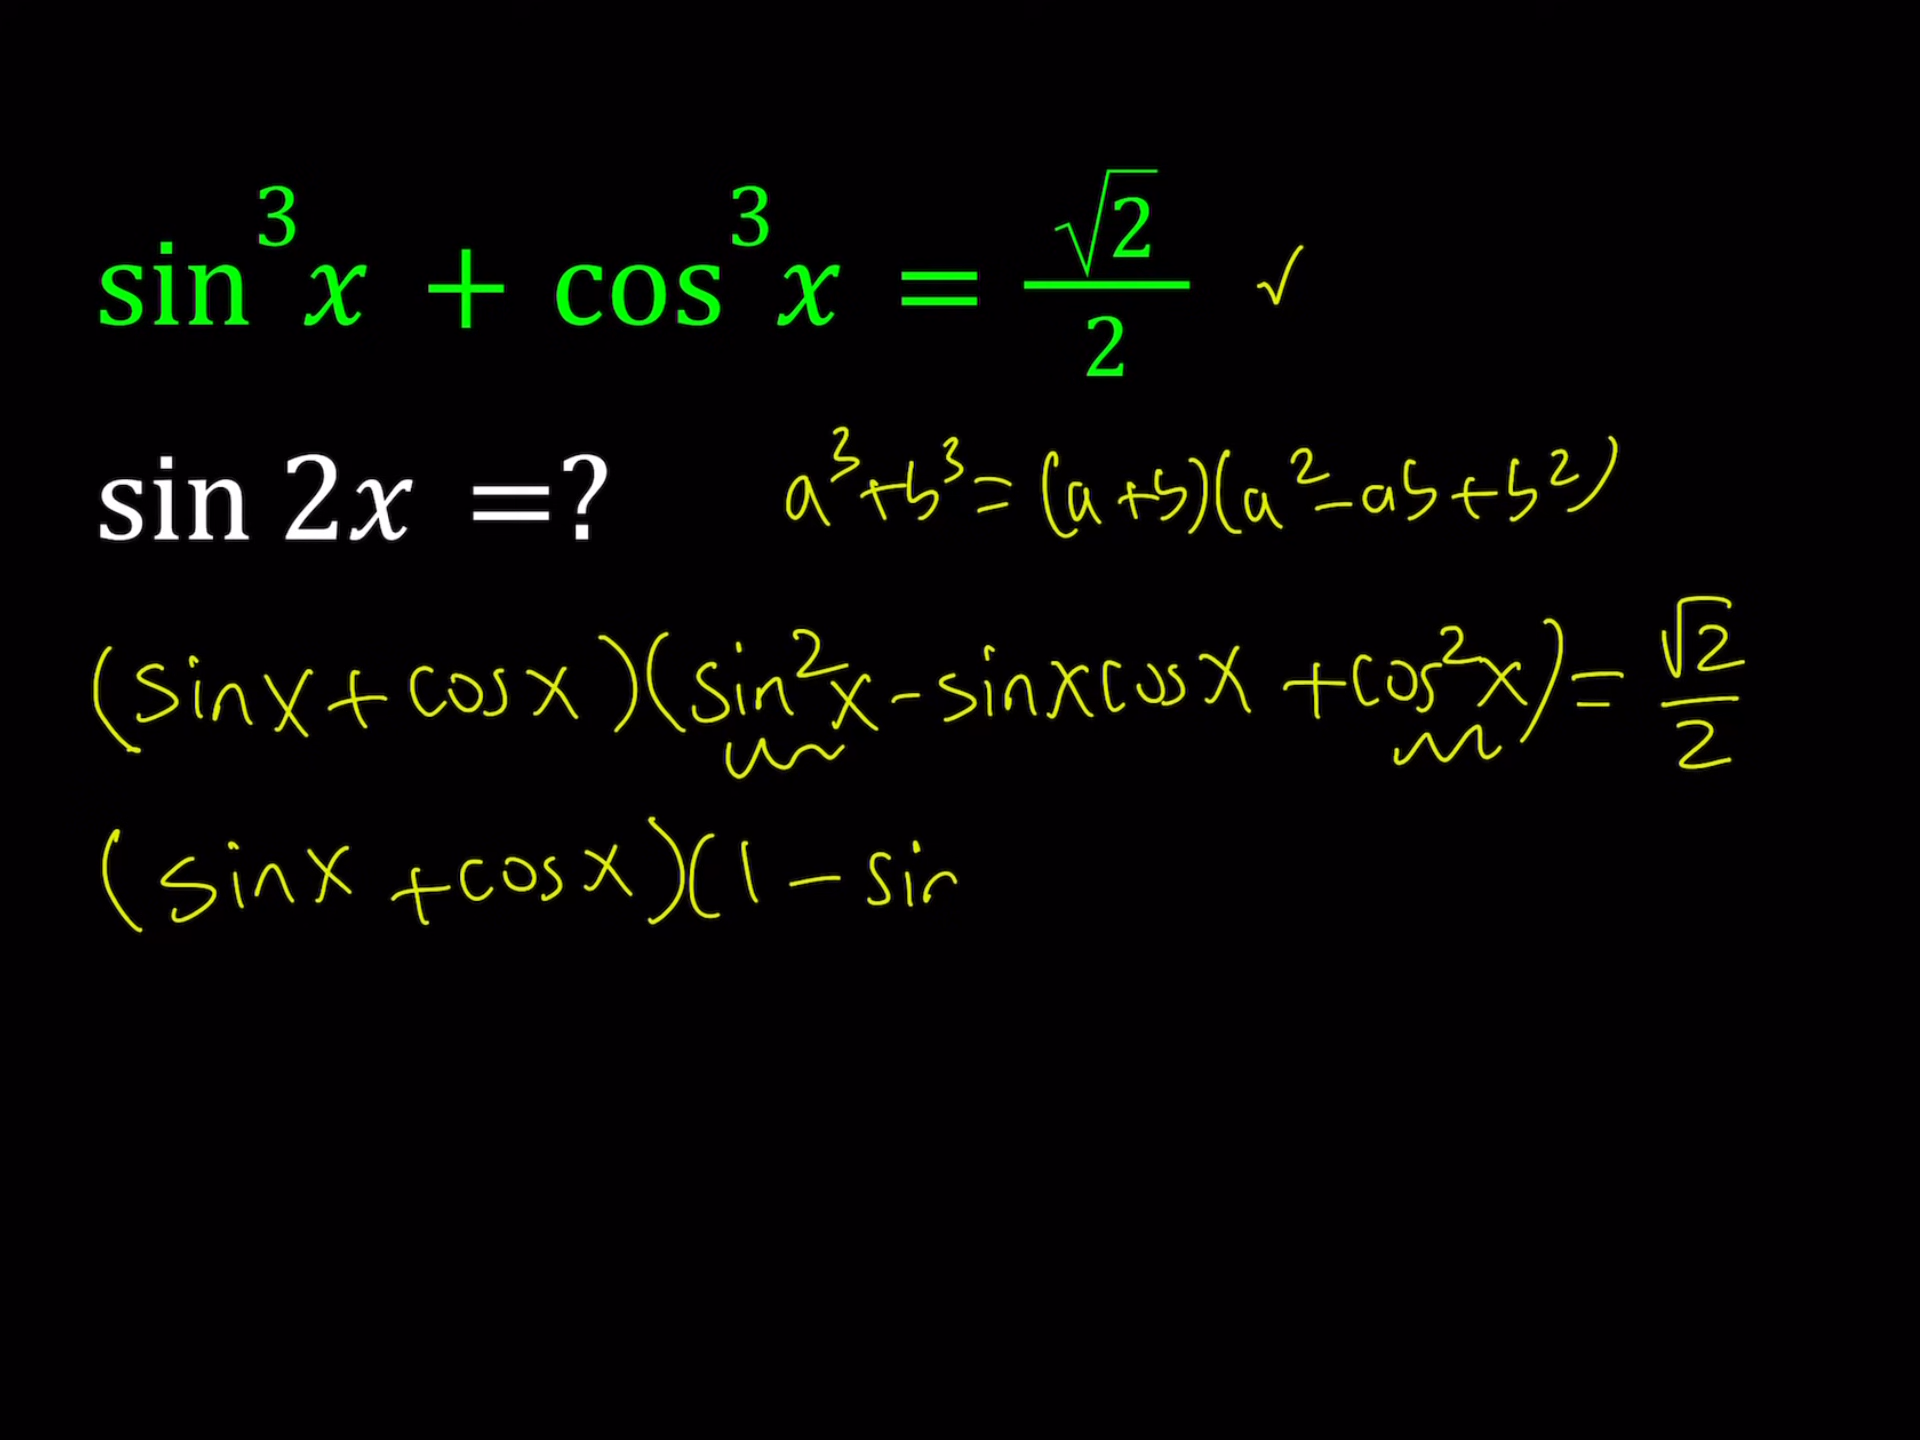 sin³x + cos³x = √2/2 ✓
sin 2x =?
a³+b³=(a+b)(a²-ab+b²)
(sinx+cosx)(sin²x-sinxcosx+cos²x)=√2/2
(sinx+cosx)(1-sin